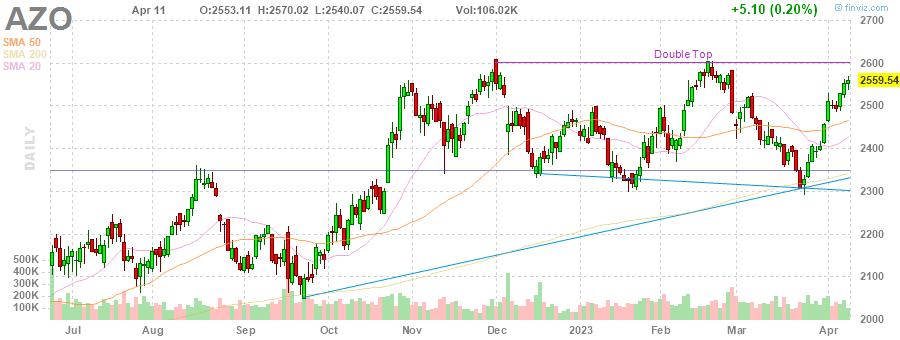 AZO Apr 11 O:2553.11 H:2570.02 L:2540.07 C:2559.54 Vol:106.02K +5.10 (0.20%) © finviz.com
SMA 50
SMA 200
SMA 20
DAILY
Double Top
2700
2600
2559.54
2500
2400
2300
2200
2100
2000
500K
400K
300K
200K
100K
Jul Aug Sep Oct Nov Dec 2023 Feb Mar Apr